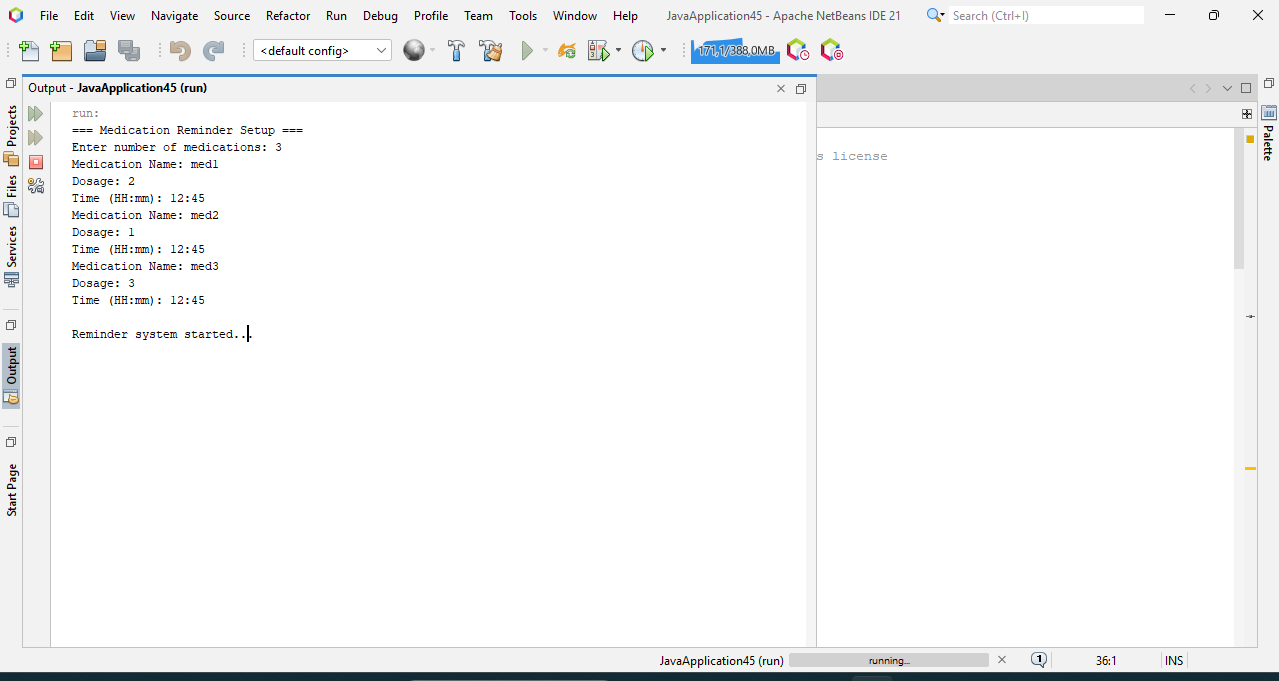 File Edit View Navigate Source Refactor Run Debug Profile Team Tools Window Help JavaApplication45 - Apache NetBeans IDE 21 Search (Ctrl+I)
<default config> 171,1/388,0MB
Output - JavaApplication45 (run)
Projects
Files
Services
Output
Start Page
run:
=== Medication Reminder Setup ===
Enter number of medications: 3
Medication Name: med1
Dosage: 2
Time (HH:mm): 12:45
Medication Name: med2
Dosage: 1
Time (HH:mm): 12:45
Medication Name: med3
Dosage: 3
Time (HH:mm): 12:45
Reminder system started...
s license
Palette
JavaApplication45 (run) running... 1 36:1 INS